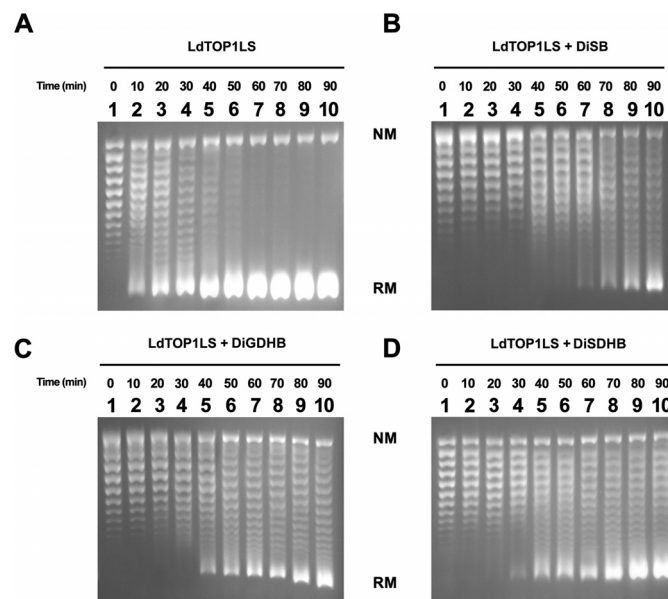 A
LdTOP1LS
Time (min) 0 10 20 30 40 50 60 70 80 90
1 2 3 4 5 6 7 8 9 10
B
LdTOP1LS + DiSB
0 10 20 30 40 50 60 70 80 90
1 2 3 4 5 6 7 8 9 10
NM
RM
C
LdTOP1LS + DiGDHB
Time (min) 0 10 20 30 40 50 60 70 80 90
1 2 3 4 5 6 7 8 9 10
D
LdTOP1LS + DiSDHB
0 10 20 30 40 50 60 70 80 90
1 2 3 4 5 6 7 8 9 10
NM
RM